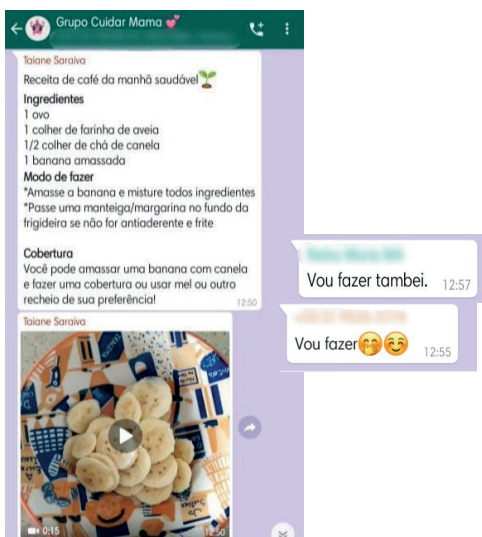 Grupo Cuidar Mama 💕
Taiane Saraiva
Receita de café da manhã saudável🌱
Ingredientes
1 ovo
1 colher de farinha de aveia
1/2 colher de chá de canela
1 banana amassada
Modo de fazer
*Amasse a banana e misture todos ingredientes
*Passe uma manteiga/margarina no fundo da
frigideira se não for antiaderente e frite
Cobertura
Você pode amassar uma banana com canela
e fazer uma cobertura ou usar mel ou outro
recheio de sua preferência!
12:50
Taiane Saraiva
0:15
12:50
Vou fazer tambei.
12:57
Vou fazer🤭☺️
12:55